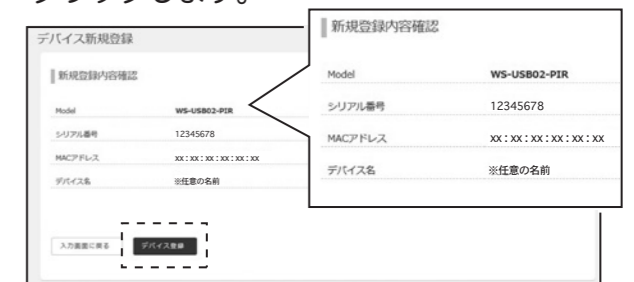 クリックします。
デバイス新規登録
新規登録内容確認
Model WS-USB02-PIR
シリアル番号 12345678
MACアドレス xx:xx:xx:xx:xx:xx
デバイス名 ※任意の名前
入力画面に戻る デバイス登録
新規登録内容確認
Model WS-USB02-PIR
シリアル番号 12345678
MACアドレス xx:xx:xx:xx:xx:xx
デバイス名 ※任意の名前